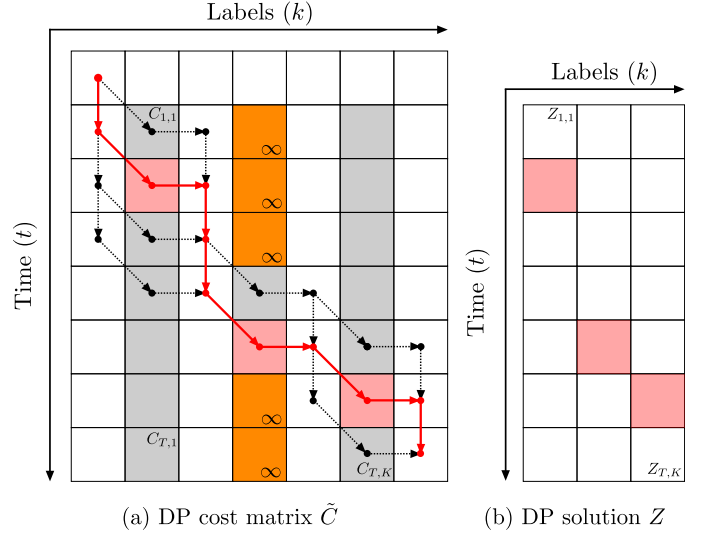 Labels (k)
C1,1
∞
∞
∞
Time (t)
∞
CT,1
∞
CT,K
(a) DP cost matrix C̃
Labels (k)
Z1,1
Time (t)
ZT,K
(b) DP solution Z